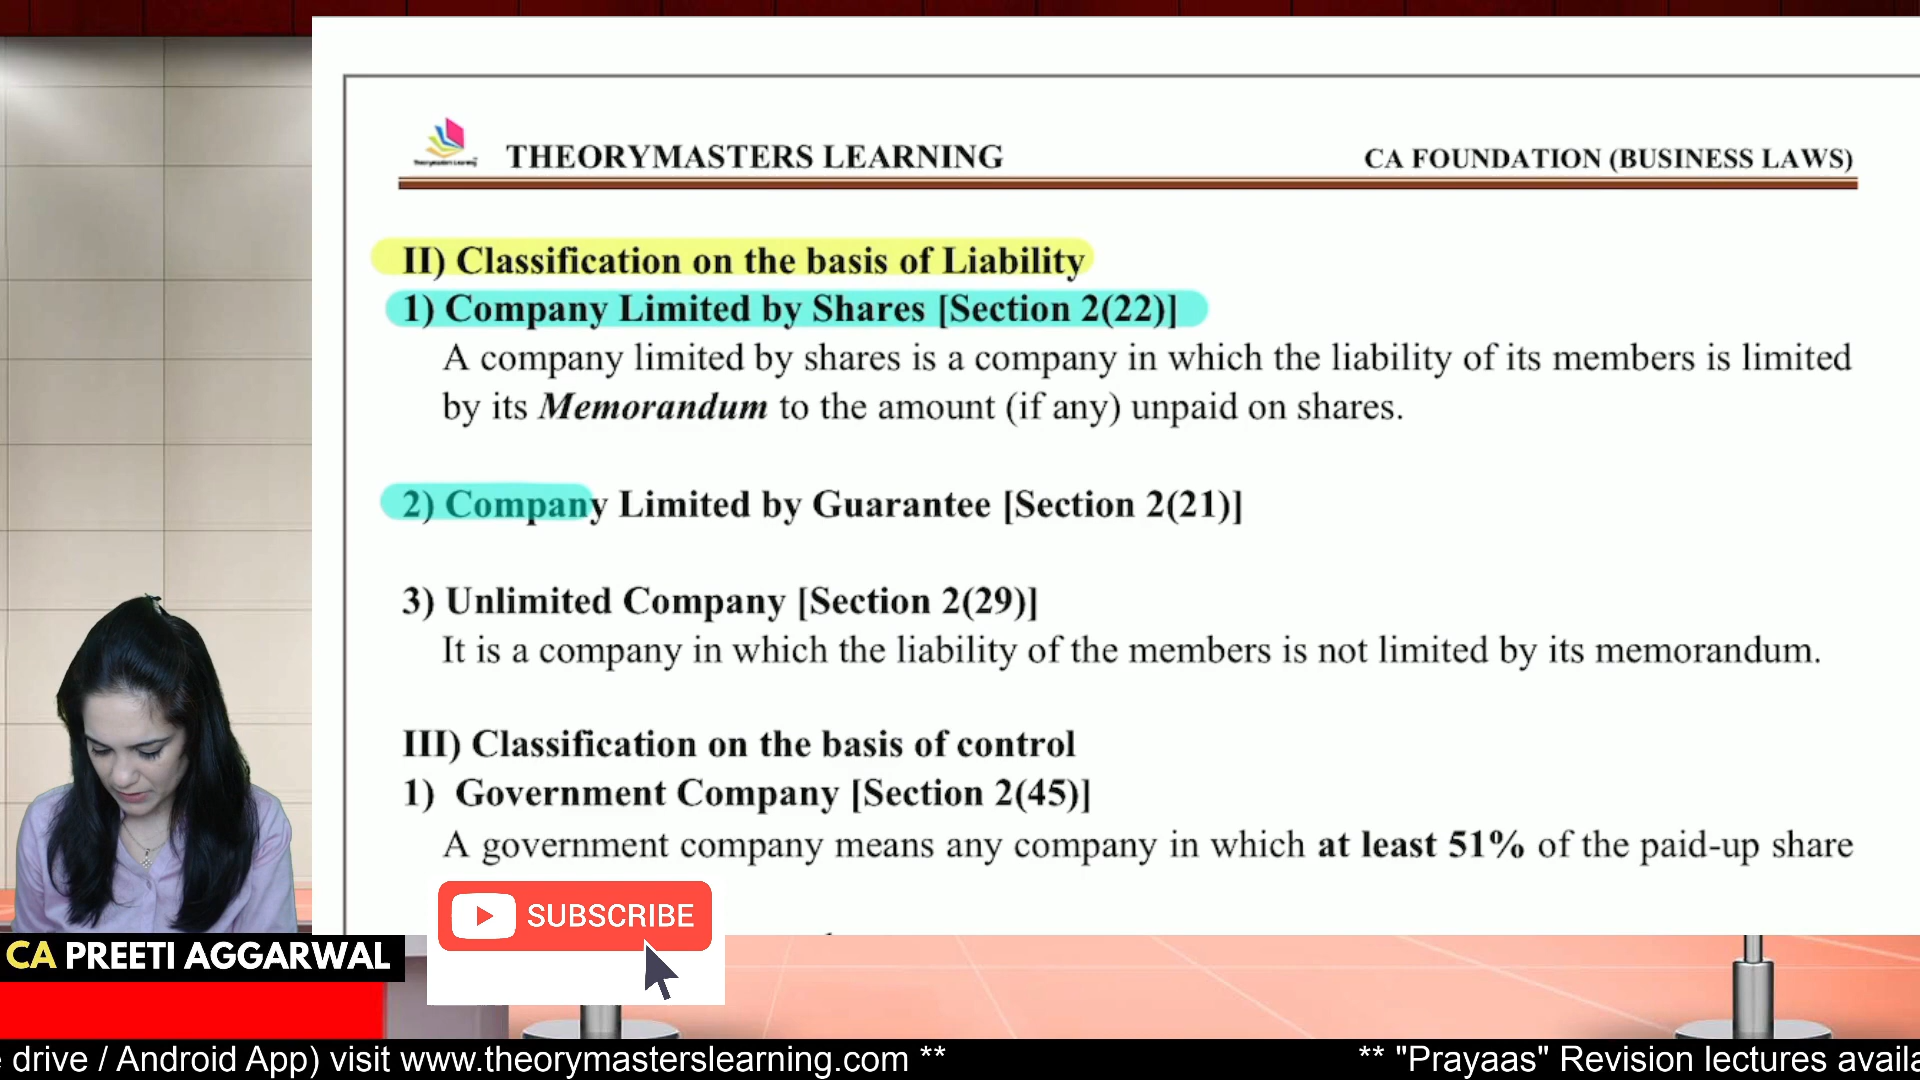 THEORYMASTERS LEARNING
CA FOUNDATION (BUSINESS LAWS)
II) Classification on the basis of Liability
1) Company Limited by Shares [Section 2(22)]
A company limited by shares is a company in which the liability of its members is limited
by its Memorandum to the amount (if any) unpaid on shares.
2) Company Limited by Guarantee [Section 2(21)]
3) Unlimited Company [Section 2(29)]
It is a company in which the liability of the members is not limited by its memorandum.
III) Classification on the basis of control
1) Government Company [Section 2(45)]
A government company means any company in which at least 51% of the paid-up share
SUBSCRIBE
CA PREETI AGGARWAL
drive / Android App) visit www.theorymasterslearning.com ** ** "Prayaas" Revision lectures